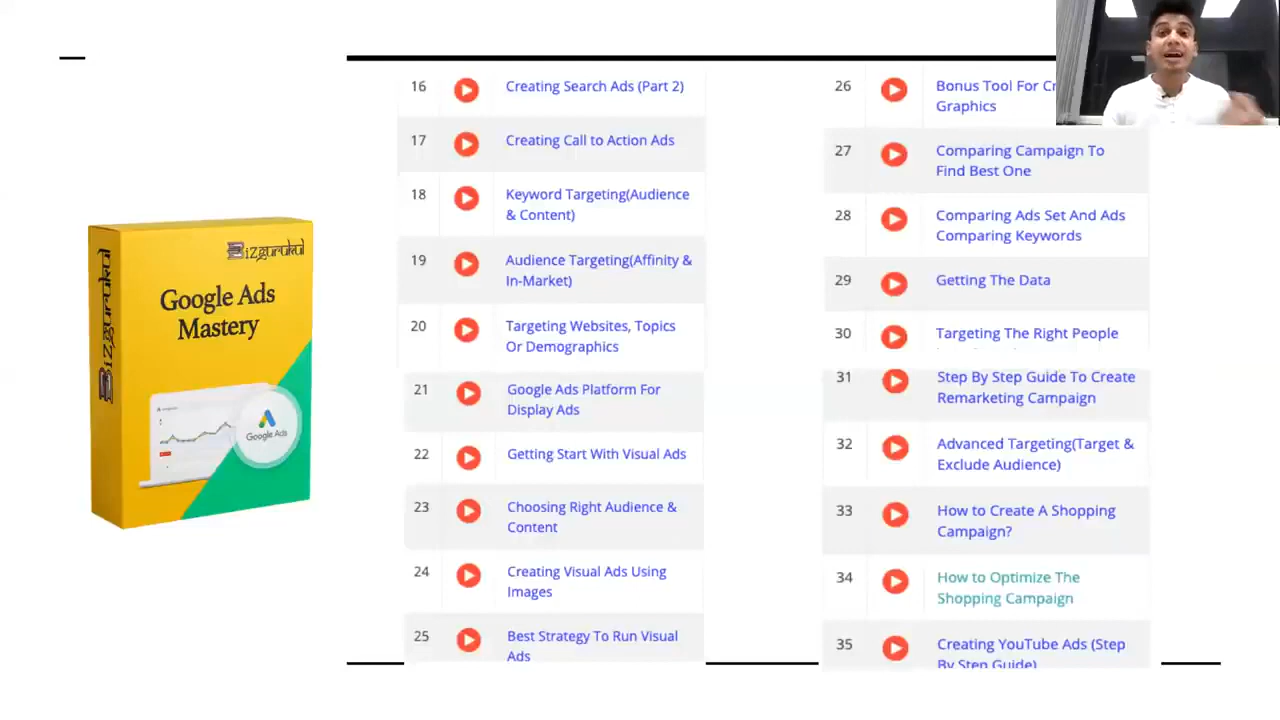 Bizgurukul
Bizgurukul
Google Ads
Mastery
Google Ads
16
Creating Search Ads (Part 2)
17
Creating Call to Action Ads
18
Keyword Targeting(Audience
& Content)
19
Audience Targeting(Affinity &
In-Market)
20
Targeting Websites, Topics
Or Demographics
21
Google Ads Platform For
Display Ads
22
Getting Start With Visual Ads
23
Choosing Right Audience &
Content
24
Creating Visual Ads Using
Images
25
Best Strategy To Run Visual
Ads
26
Bonus Tool For
Graphics
27
Comparing Campaign To
Find Best One
28
Comparing Ads Set And Ads
Comparing Keywords
29
Getting The Data
30
Targeting The Right People
31
Step By Step Guide To Create
Remarketing Campaign
32
Advanced Targeting(Target &
Exclude Audience)
33
How to Create A Shopping
Campaign?
34
How to Optimize The
Shopping Campaign
35
Creating YouTube Ads (Step
By Step Guide)